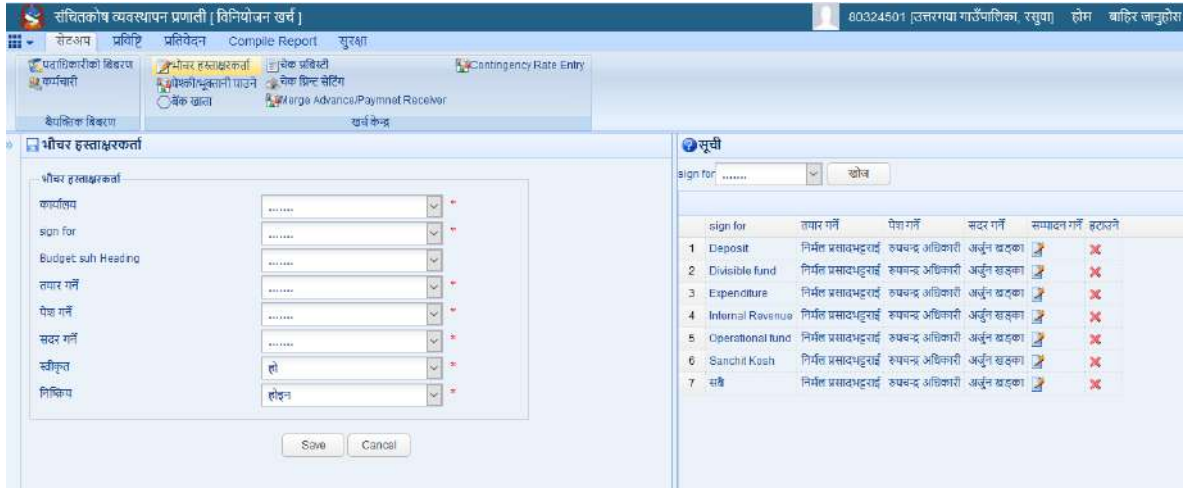 संचितकोष व्यवस्थापन प्रणाली [ विनियोजन खर्च ]
80324501 [उत्तरगया गाउँपालिका, रसुवा] होम बाहिर जानुहोस
सेटअप प्रविष्टि प्रतिवेदन Compile Report सुरक्षा
पदाधिकारीको बिबरण भौचर हस्ताक्षरकर्ता चेक प्रबिस्टी Contingency Rate Entry
कर्मचारी पेश्की/भूक्तानी पाउने चेक प्रिन्ट सेटिंग
बैंक खाता Merge Advance/Paymnet Receiver
बैयक्तिक बिबरण खर्च केन्द्र
भौचर हस्ताक्षरकर्ता
भौचर हस्ताक्षरकर्ता
कार्यालय ....... *
sign for ....... *
Budget suh Heading .......
तयार गर्ने ....... *
पेश गर्ने ....... *
सदर गर्ने ....... *
स्वीकृत हो *
निष्क्रिय होइन *
Save Cancel
सूची
sign for ....... खोज
sign for तयार गर्ने पेश गर्ने सदर गर्ने सम्पादन गर्ने हटाउने
1 Deposit निर्मल प्रसादभट्टराई रुपचन्द्र अधिकारी अर्जुन खड्का
2 Divisible fund निर्मल प्रसादभट्टराई रुपचन्द्र अधिकारी अर्जुन खड्का
3 Expenditure निर्मल प्रसादभट्टराई रुपचन्द्र अधिकारी अर्जुन खड्का
4 Internal Revenue निर्मल प्रसादभट्टराई रुपचन्द्र अधिकारी अर्जुन खड्का
5 Operational fund निर्मल प्रसादभट्टराई रुपचन्द्र अधिकारी अर्जुन खड्का
6 Sanchit Kosh निर्मल प्रसादभट्टराई रुपचन्द्र अधिकारी अर्जुन खड्का
7 सबै निर्मल प्रसादभट्टराई रुपचन्द्र अधिकारी अर्जुन खड्का